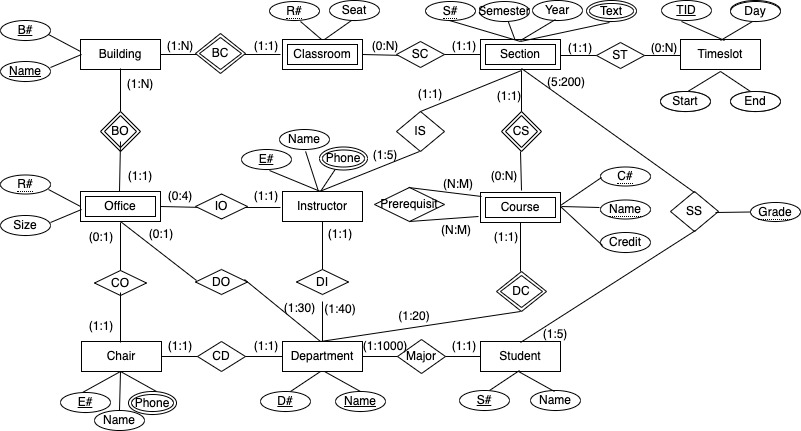 R# Seat S# Semester Year Text TID Day
B#
Building (1:N) BC (1:1) Classroom (0:N) SC (1:1) Section (1:1) ST (0:N) Timeslot
Name
(1:N) (1:1) (1:1) (5:200) Start End
BO Name IS CS
E# Phone (1:5)
(1:1) (0:N) C#
R#
Office (0:4) IO (1:1) Instructor (N:M) Prerequisit (N:M) Course Name SS Grade
Size
(0:1) (0:1) (1:1) (1:1) Credit
CO DO DI DC
(1:30) (1:40) (1:20)
(1:1) (1:5)
Chair (1:1) CD (1:1) Department (1:1000) Major (1:1) Student
E# Phone D# Name S# Name
Name